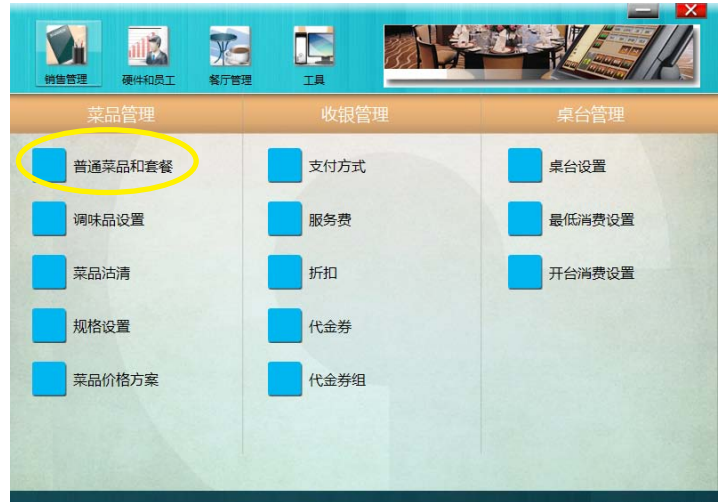 销售管理
硬件和员工
餐厅管理
工具
菜品管理
收银管理
桌台管理
普通菜品和套餐
支付方式
桌台设置
调味品设置
服务费
最低消费设置
菜品沽清
折扣
开台消费设置
规格设置
代金券
菜品价格方案
代金券组